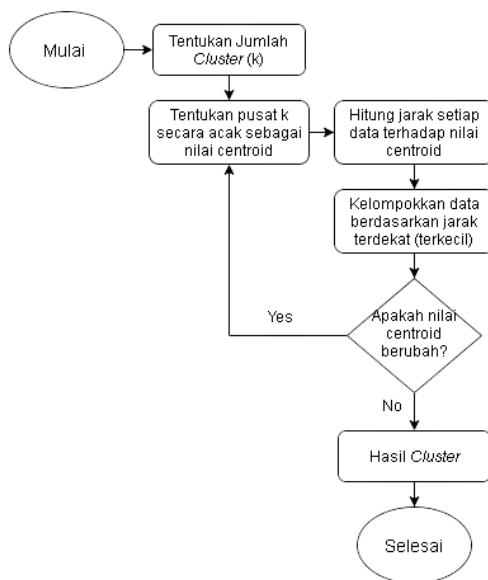 Mulai
Tentukan Jumlah
Cluster (k)
Tentukan pusat k
secara acak sebagai
nilai centroid
Hitung jarak setiap
data terhadap nilai
centroid
Kelompokkan data
berdasarkan jarak
terdekat (terkecil)
Apakah nilai
centroid
berubah?
Yes
No
Hasil Cluster
Selesai